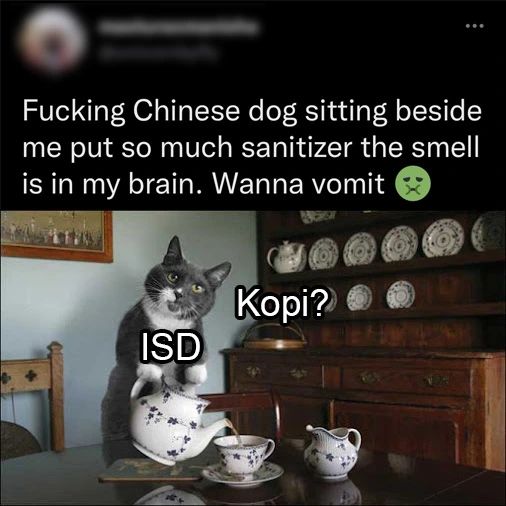 Fucking Chinese dog sitting beside
me put so much sanitizer the smell
is in my brain. Wanna vomit 🤢
Kopi?
ISD